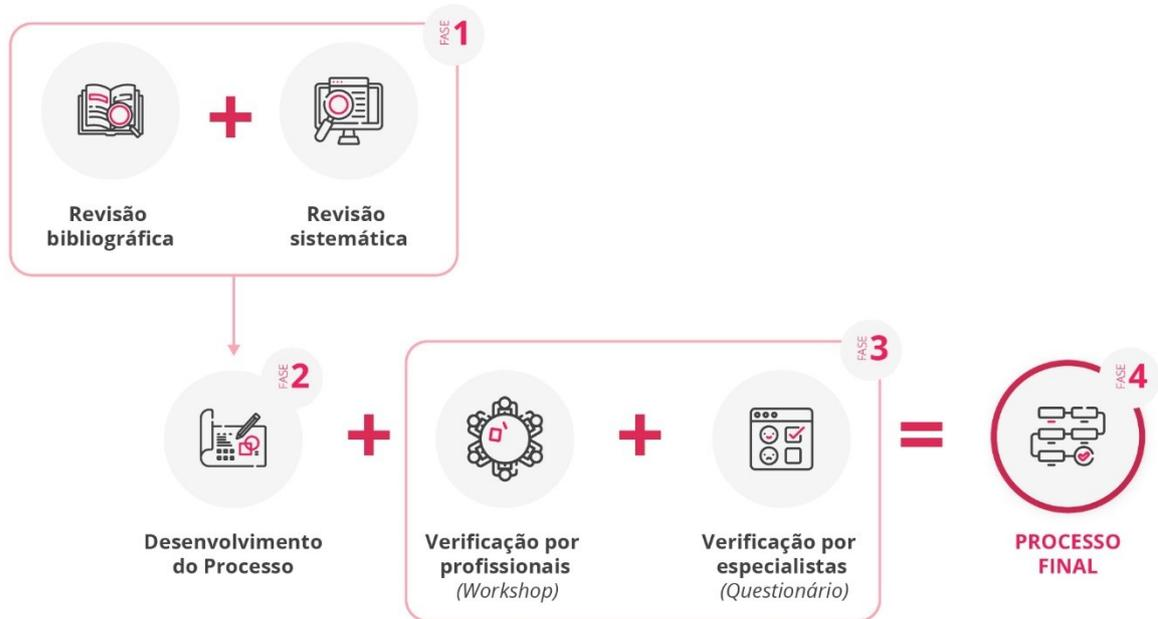 FASE 1
Revisão
bibliográfica
Revisão
sistemática
FASE 2
Desenvolvimento
do Processo
FASE 3
Verificação por
profissionais
(Workshop)
Verificação por
especialistas
(Questionário)
FASE 4
PROCESSO
FINAL